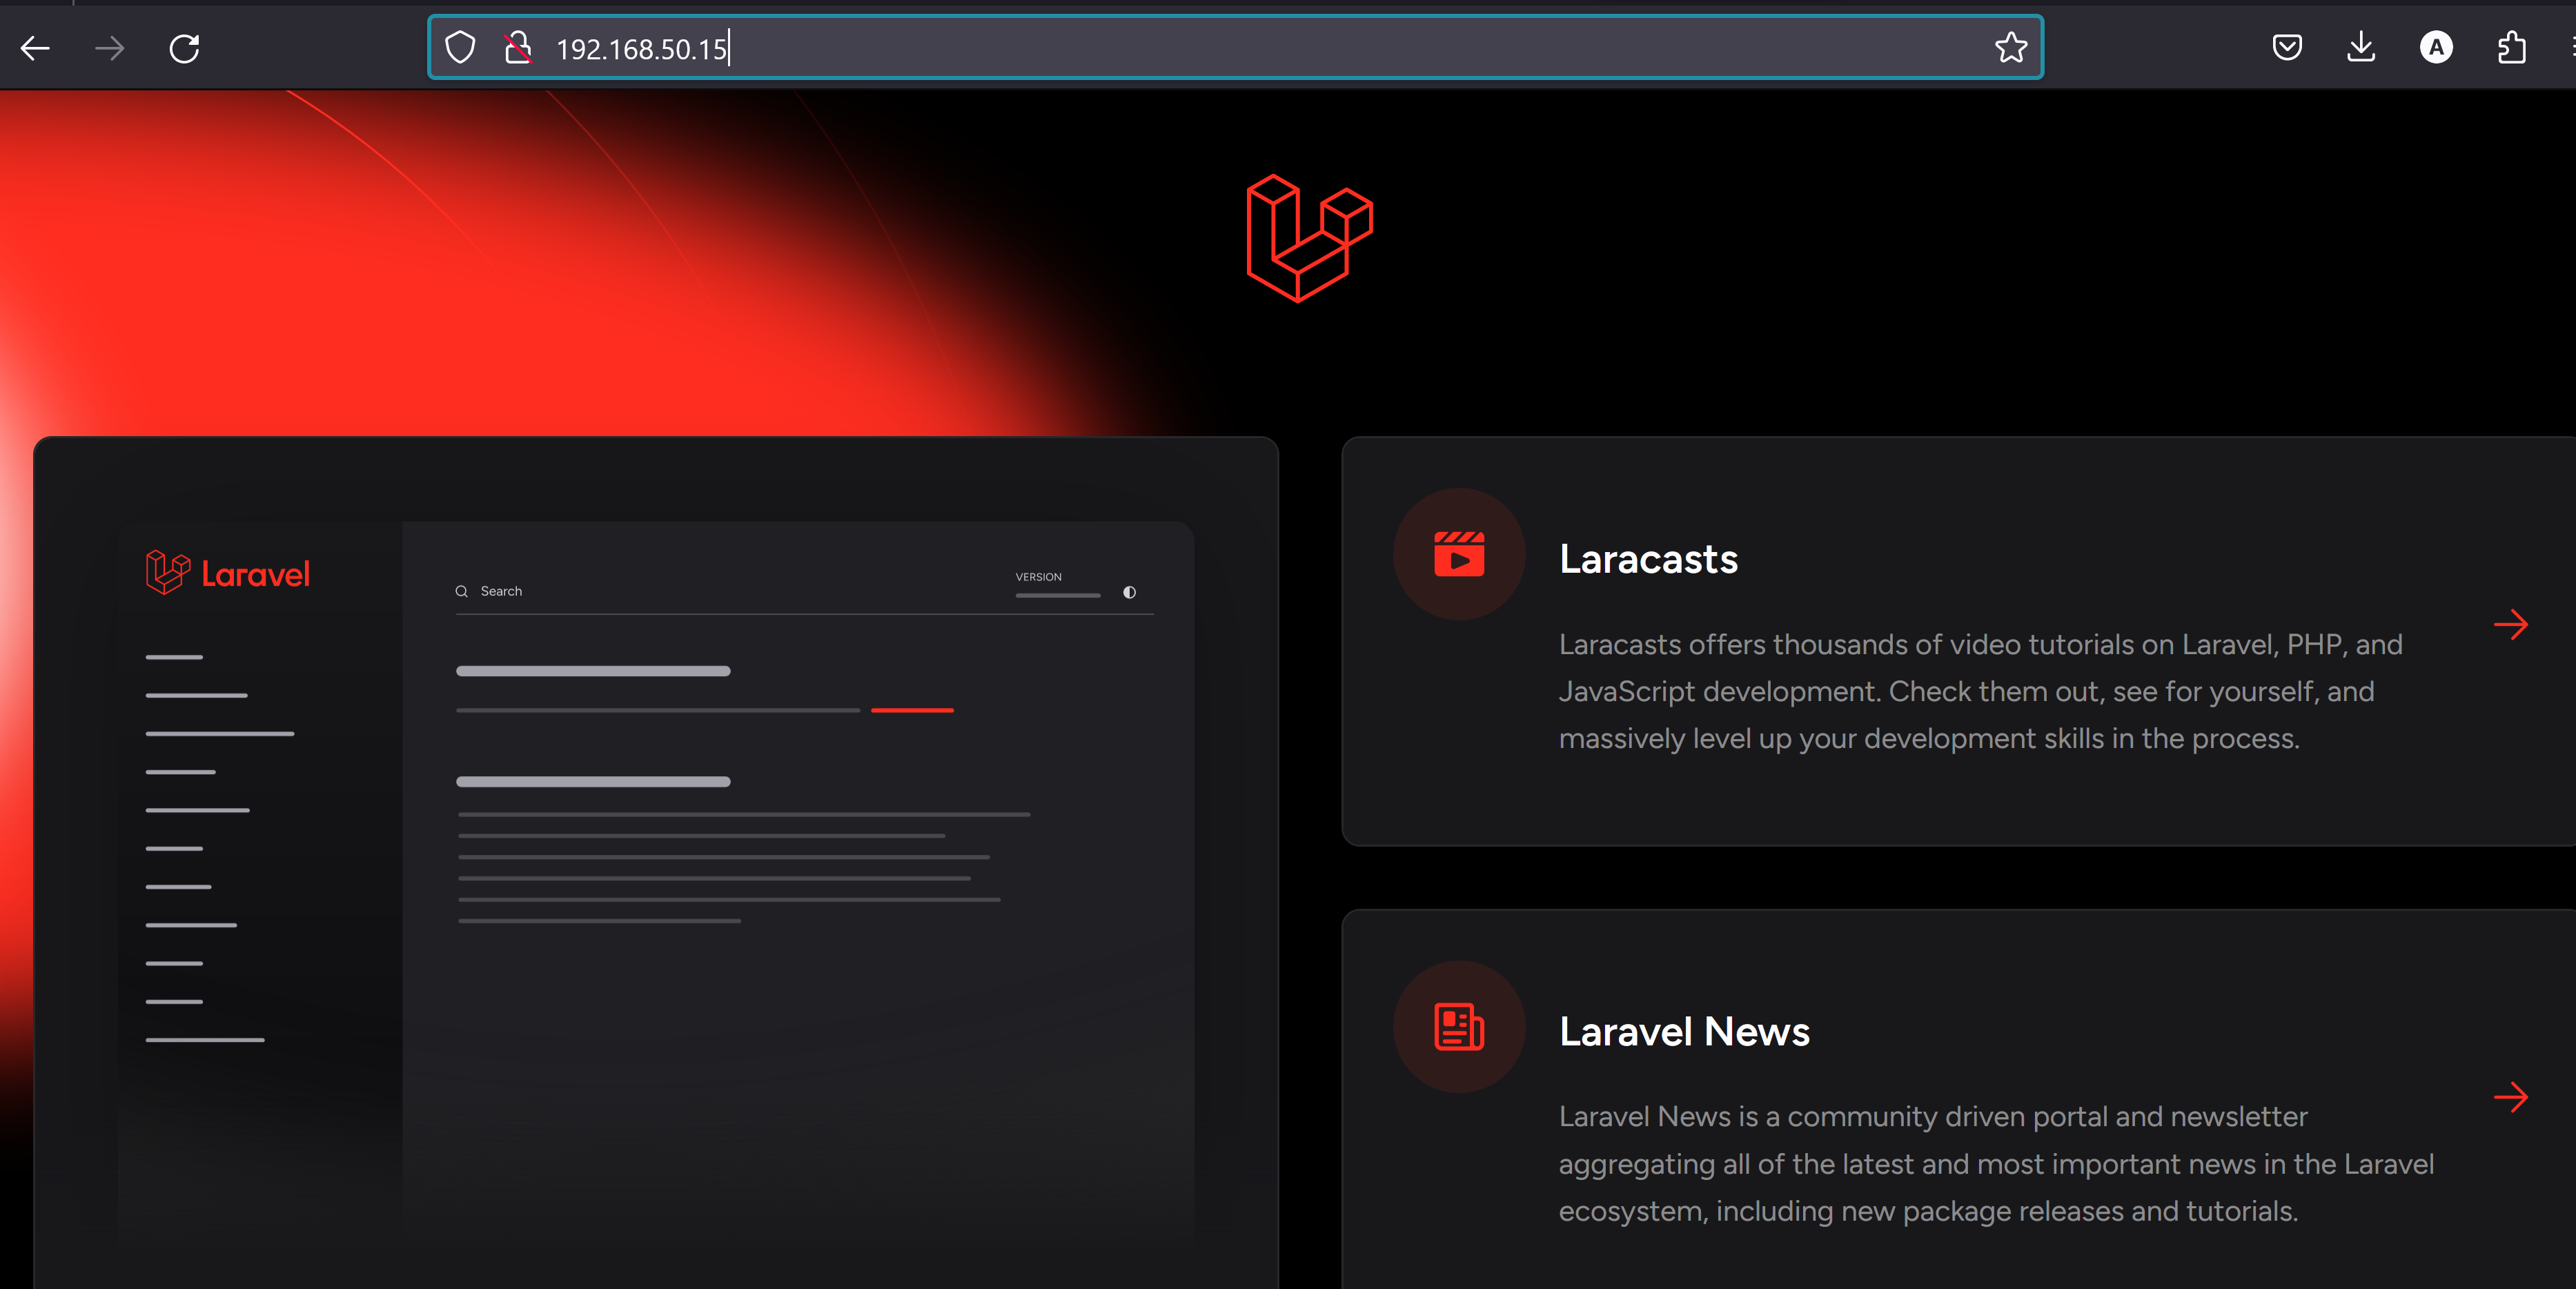 192.168.50.15
Laravel
Search
VERSION
Laracasts
Laracasts offers thousands of video tutorials on Laravel, PHP, and
JavaScript development. Check them out, see for yourself, and
massively level up your development skills in the process.
Laravel News
Laravel News is a community driven portal and newsletter
aggregating all of the latest and most important news in the Laravel
ecosystem, including new package releases and tutorials.
A